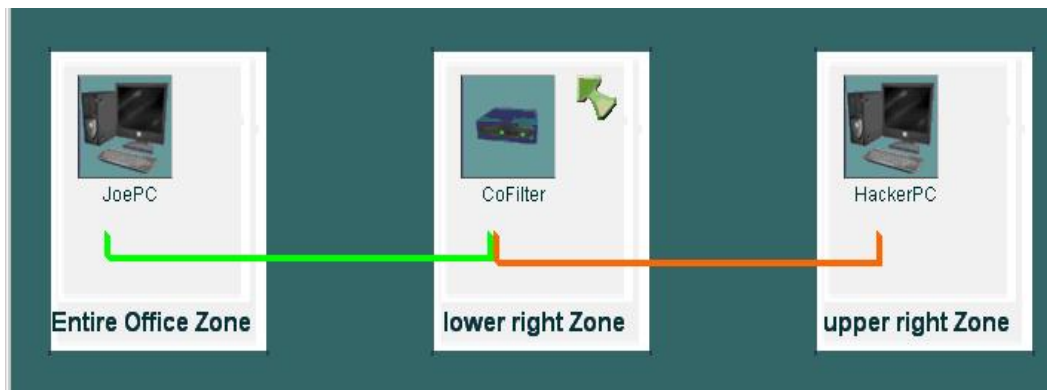 JoePC
CoFilter
HackerPC
Entire Office Zone
lower right Zone
upper right Zone